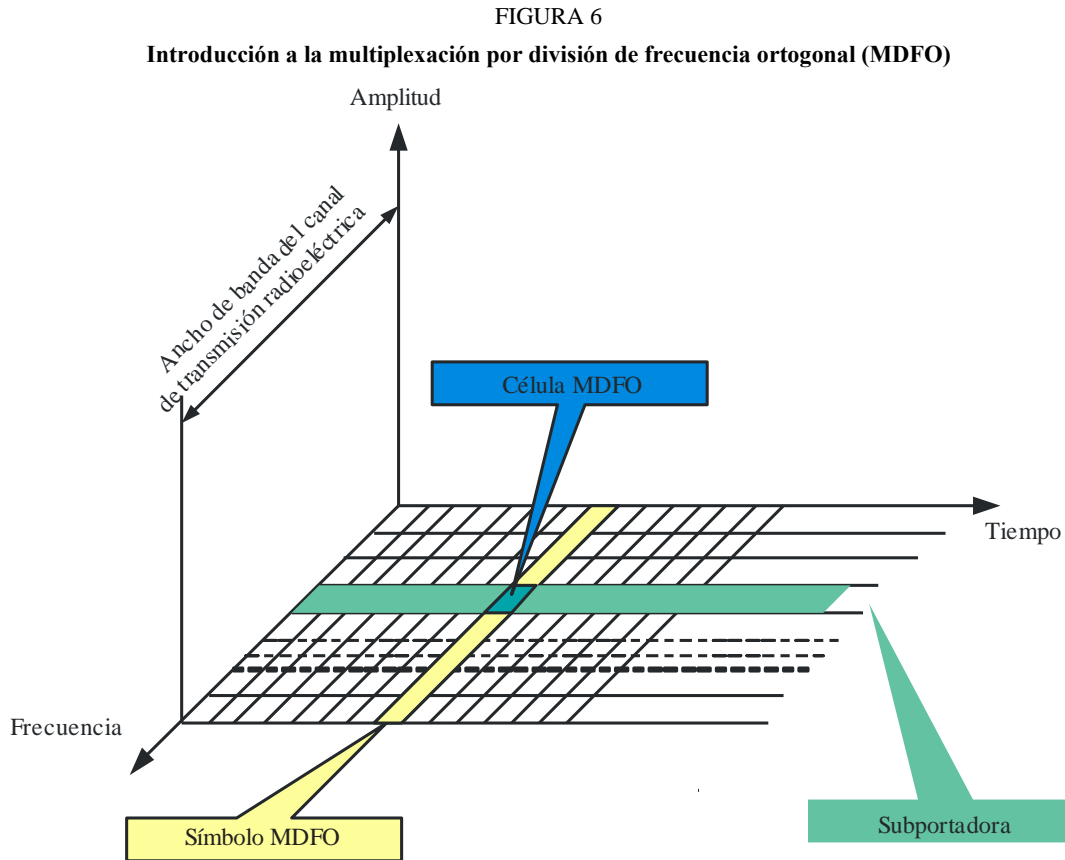 FIGURA 6
Introducción a la multiplexación por división de frecuencia ortogonal (MDFO)
Amplitud
Ancho de banda del canal
de transmisión radioeléctrica
Célula MDFO
Tiempo
Frecuencia
Símbolo MDFO
Subportadora